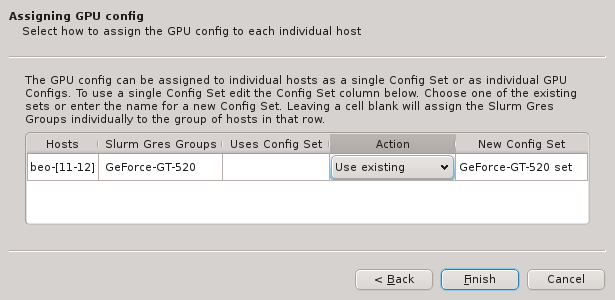 Assigning GPU config
Select how to assign the GPU config to each individual host
The GPU config can be assigned to individual hosts as a single Config Set or as individual GPU
Configs. To use a single Config Set edit the Config Set column below. Choose one of the existing
sets or enter the name for a new Config Set. Leaving a cell blank will assign the Slurm Gres
Groups individually to the group of hosts in that row.
Hosts Slurm Gres Groups Uses Config Set Action New Config Set
beo-[11-12] GeForce-GT-520 Use existing GeForce-GT-520 set
< Back Finish Cancel